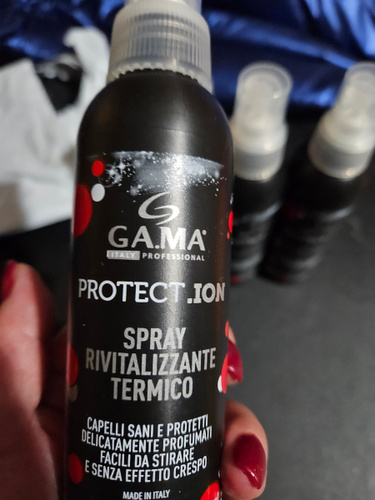 GA.MA®
ITALY PROFESSIONAL
PROTECT.ION
SPRAY
RIVITALIZZANTE
TERMICO
CAPELLI SANI E PROTETTI
DELICATAMENTE PROFUMATI
FACILI DA STIRARE
E SENZA EFFETTO CRESPO
MADE IN ITALY